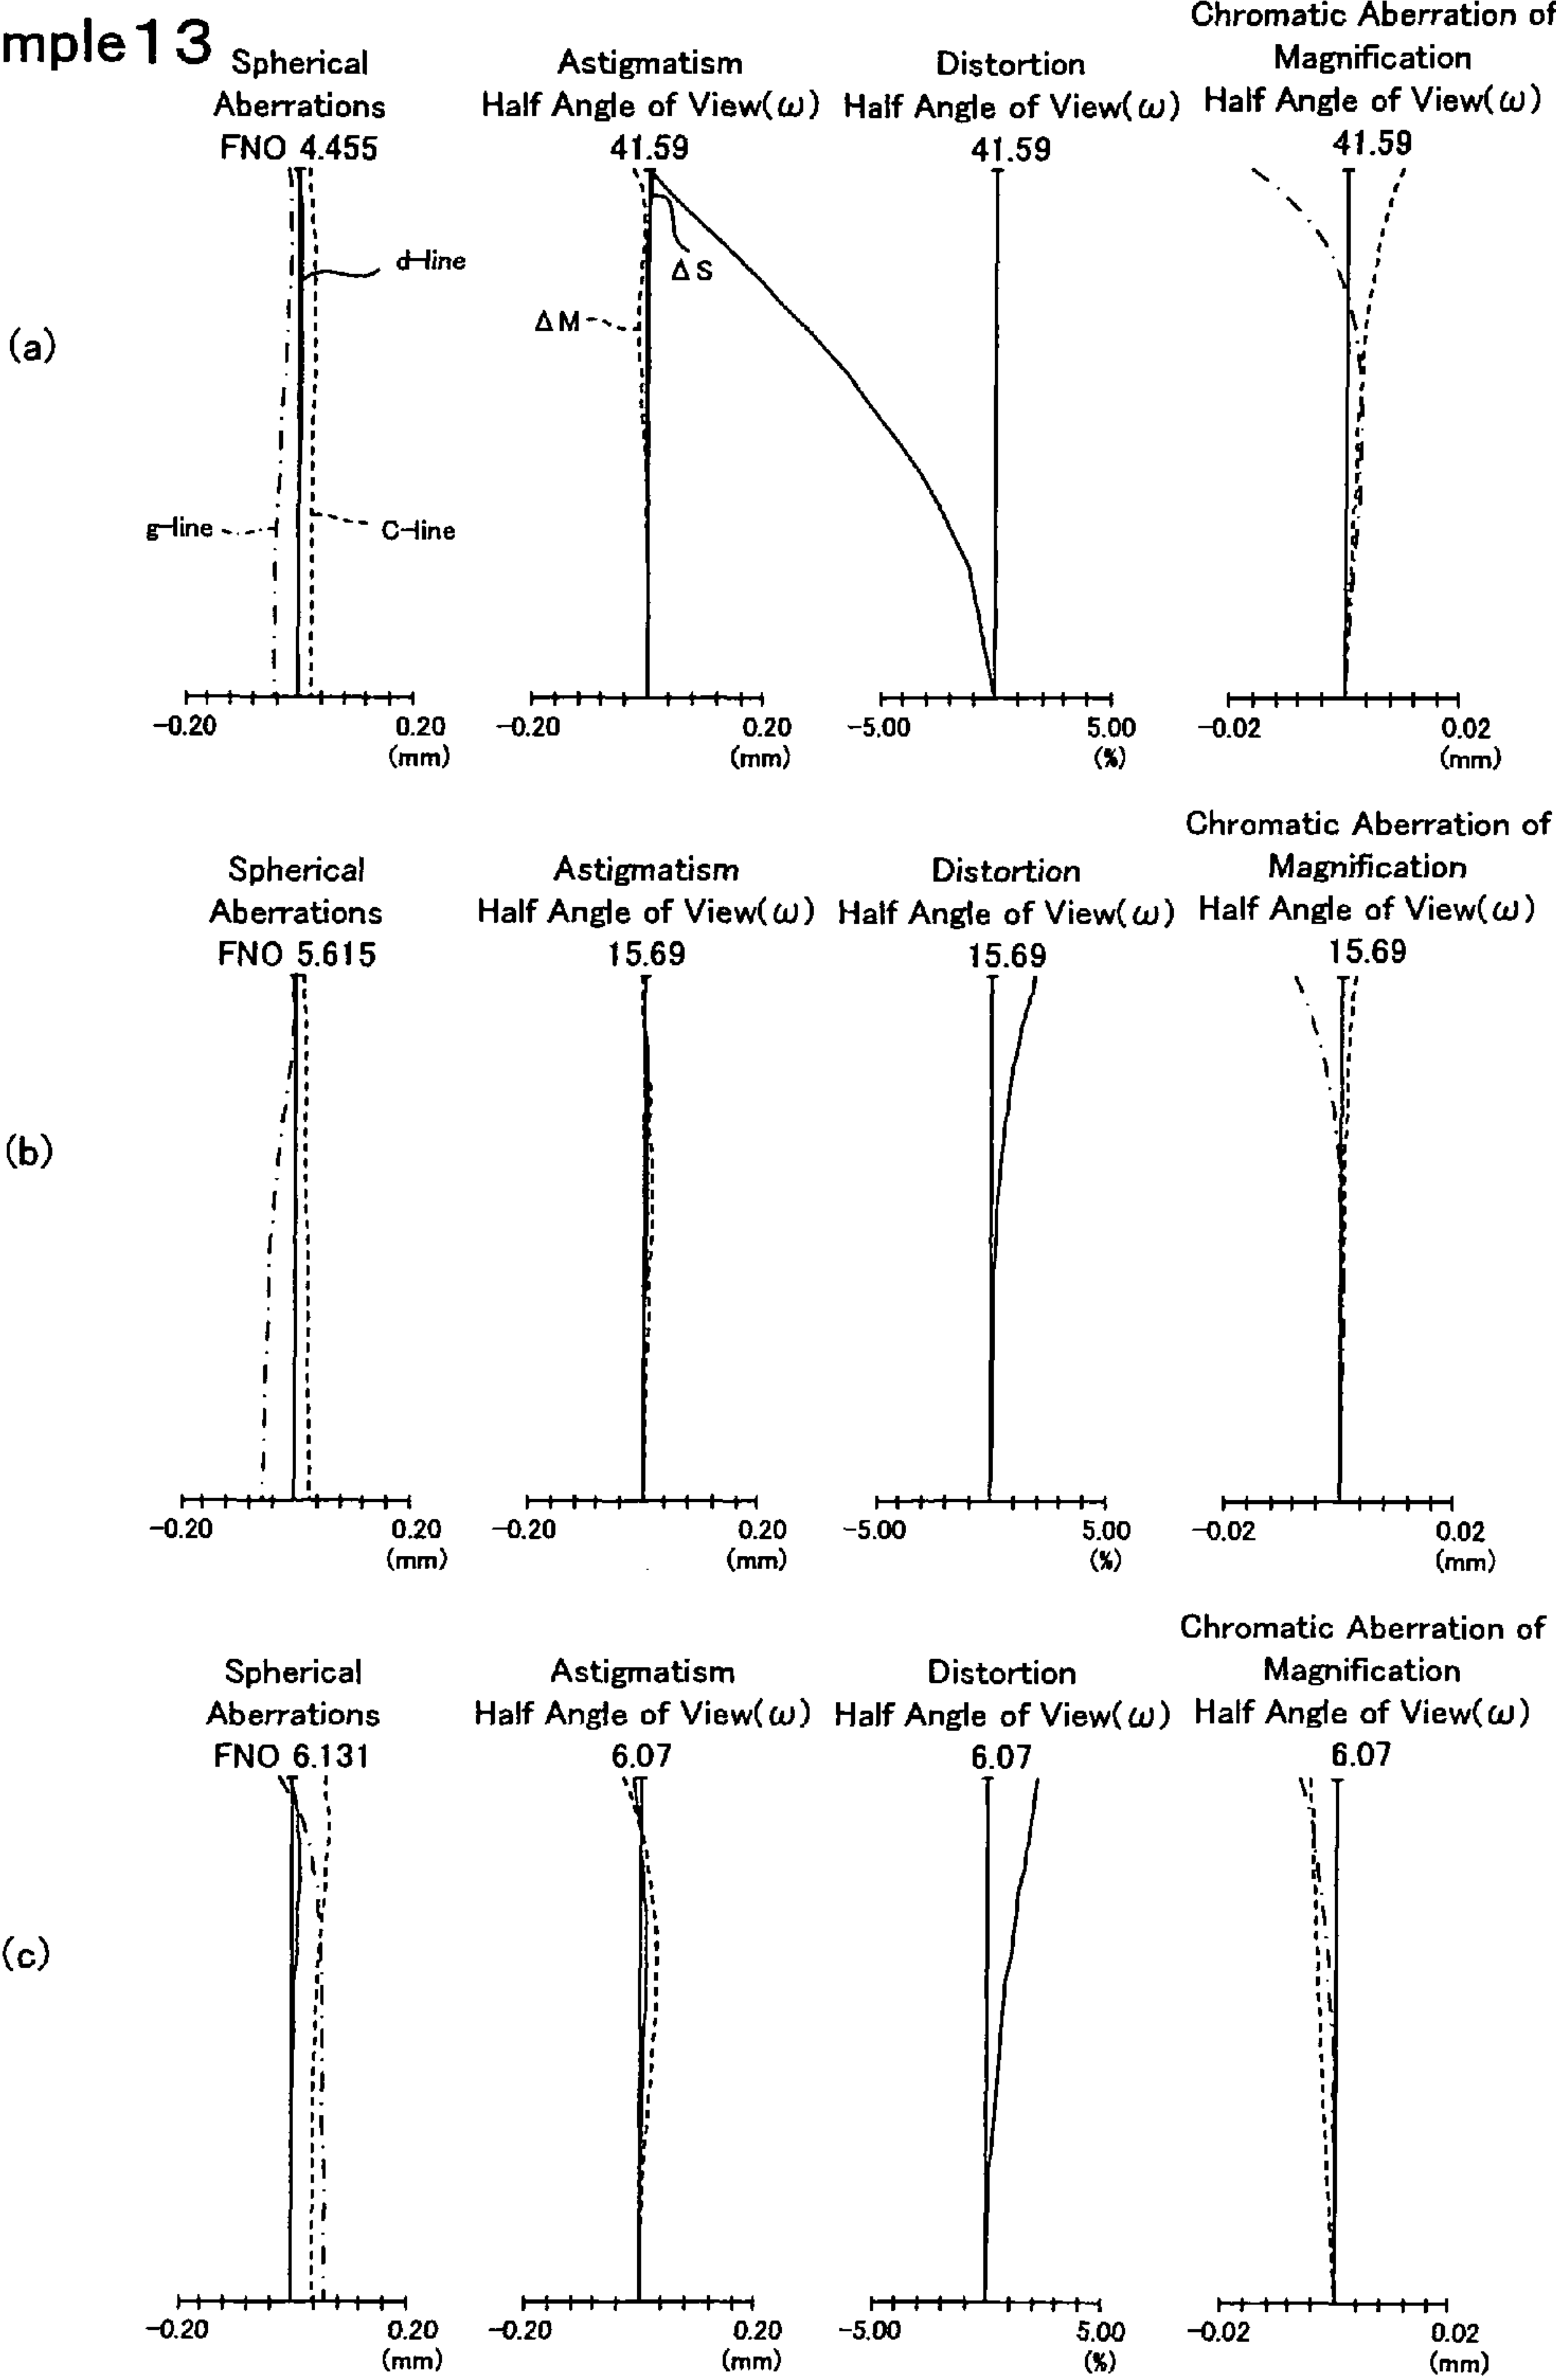 mple13
Spherical
Aberrations
FNO 4.455
Astigmatism
Half Angle of View(ω)
41.59
Distortion
Half Angle of View(ω)
41.59
Chromatic Aberration of
Magnification
Half Angle of View(ω)
41.59
(a)
d-line
g-line
C-line
ΔS
ΔM
-0.20
0.20
(mm)
-0.20
0.20
(mm)
-5.00
5.00
(%)
-0.02
0.02
(mm)
Spherical
Aberrations
FNO 5.615
Astigmatism
Half Angle of View(ω)
15.69
Distortion
Half Angle of View(ω)
15.69
Chromatic Aberration of
Magnification
Half Angle of View(ω)
15.69
(b)
-0.20
0.20
(mm)
-0.20
0.20
(mm)
-5.00
5.00
(%)
-0.02
0.02
(mm)
Spherical
Aberrations
FNO 6.131
Astigmatism
Half Angle of View(ω)
6.07
Distortion
Half Angle of View(ω)
6.07
Chromatic Aberration of
Magnification
Half Angle of View(ω)
6.07
(c)
-0.20
0.20
(mm)
-0.20
0.20
(mm)
-5.00
5.00
(%)
-0.02
0.02
(mm)